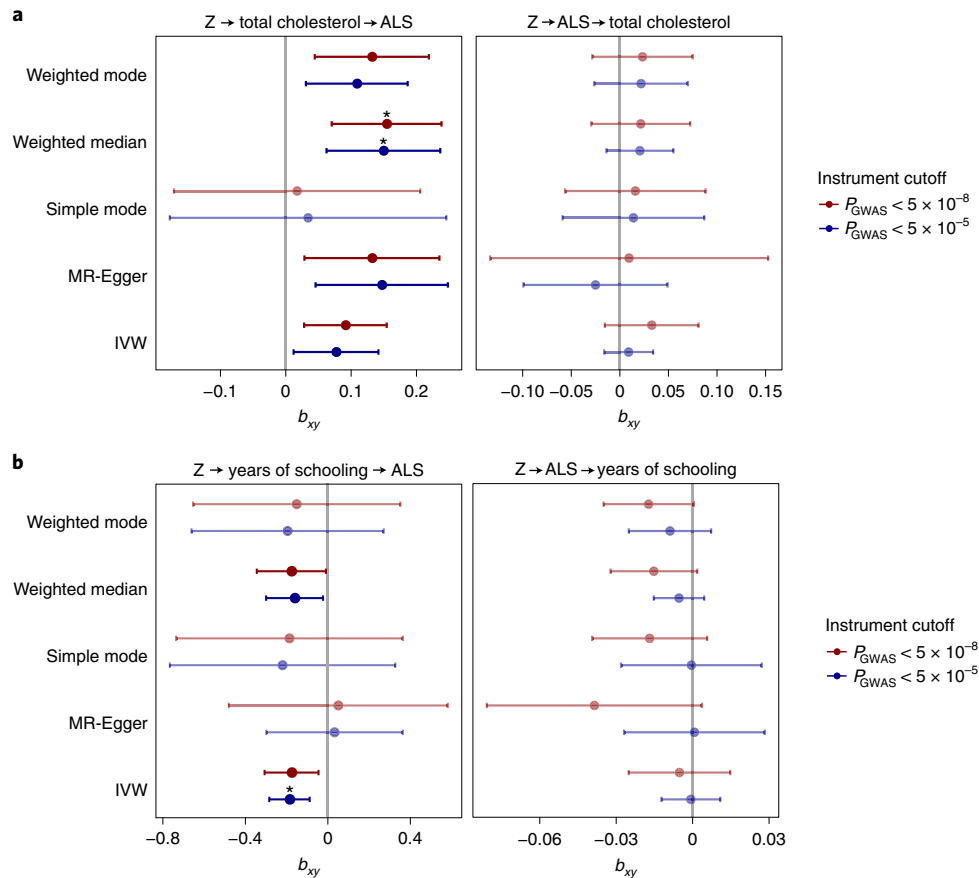 a
Z → total cholesterol → ALS
Z → ALS → total cholesterol
Weighted mode
Weighted median
Simple mode
MR-Egger
IVW
*
*
−0.1 0 0.1 0.2
−0.10 −0.05 0 0.05 0.10 0.15
b_xy
b_xy
Instrument cutoff
P_GWAS < 5 × 10⁻⁸
P_GWAS < 5 × 10⁻⁵
b
Z → years of schooling → ALS
Z → ALS → years of schooling
Weighted mode
Weighted median
Simple mode
MR-Egger
IVW
*
−0.8 −0.4 0 0.4
−0.06 −0.03 0 0.03
b_xy
b_xy
Instrument cutoff
P_GWAS < 5 × 10⁻⁸
P_GWAS < 5 × 10⁻⁵